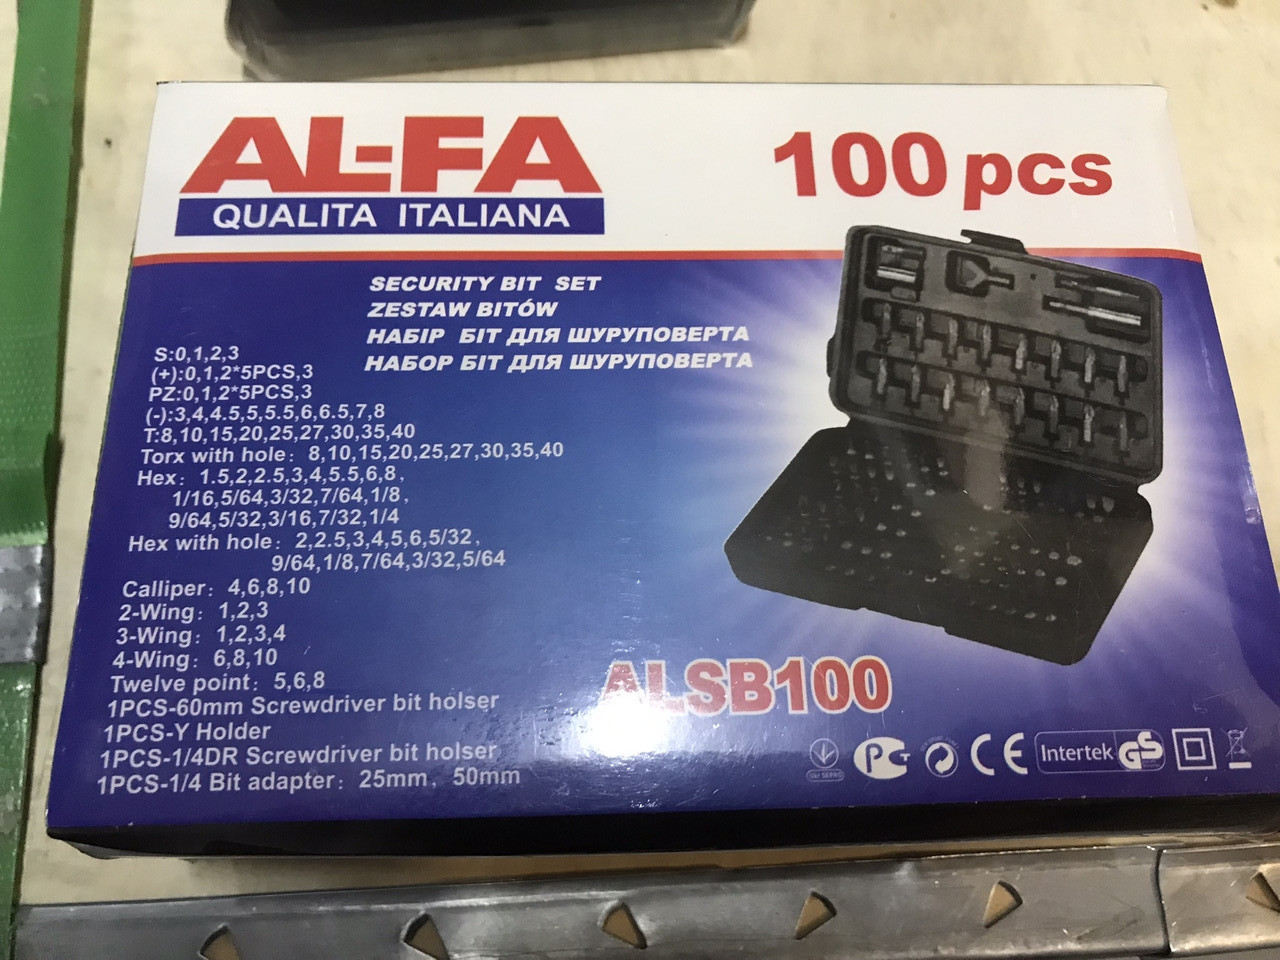 AL-FA
QUALITA ITALIANA
100 pcs
SECURITY BIT SET
ZESTAW BITÓW
НАБІР БІТ ДЛЯ ШУРУПОВЕРТА
НАБОР БІТ ДЛЯ ШУРУПОВЕРТА
S:0,1,2,3
(+):0,1,2*5PCS,3
PZ:0,1,2*5PCS,3
(-):3,4,4.5,5,5.5,6,6.5,7,8
T:8,10,15,20,25,27,30,35,40
Torx with hole: 8,10,15,20,25,27,30,35,40
Hex: 1.5,2,2.5,3,4,5.5,6,8,
1/16,5/64,3/32,7/64,1/8,
9/64,5/32,3/16,7/32,1/4
Hex with hole: 2,2.5,3,4,5,6,5/32,
9/64,1/8,7/64,3/32,5/64
Calliper: 4,6,8,10
2-Wing: 1,2,3
3-Wing: 1,2,3,4
4-Wing: 6,8,10
Twelve point: 5,6,8
1PCS-60mm Screwdriver bit holser
1PCS-Y Holder
1PCS-1/4DR Screwdriver bit holser
1PCS-1/4 Bit adapter: 25mm, 50mm
ALSB100
Ukr SEPRO
CE
Intertek
GS